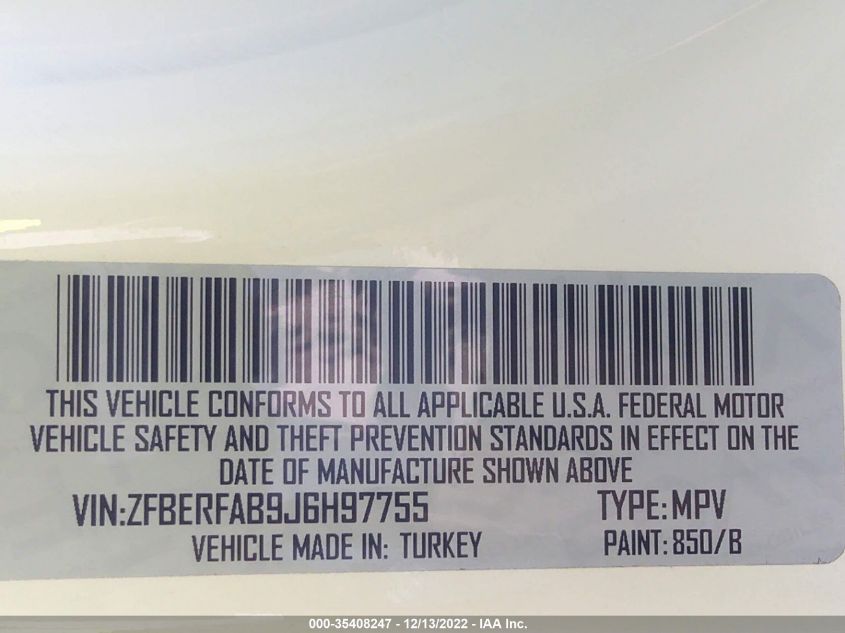 THIS VEHICLE CONFORMS TO ALL APPLICABLE U.S.A. FEDERAL MOTOR
VEHICLE SAFETY AND THEFT PREVENTION STANDARDS IN EFFECT ON THE
DATE OF MANUFACTURE SHOWN ABOVE
VIN:ZFBERFAB9J6H97755 TYPE: MPV
VEHICLE MADE IN: TURKEY PAINT: 850/B
000-35408247 - 12/13/2022 - IAA Inc.